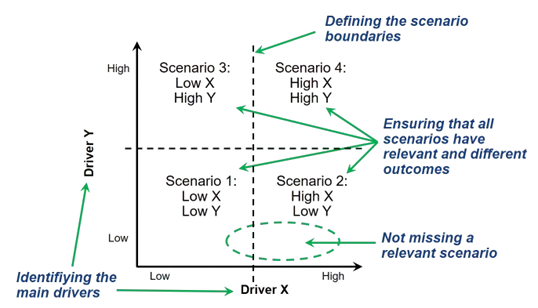 Defining the scenario
boundaries
High
Scenario 3:
Low X
High Y
Scenario 4:
High X
High Y
Ensuring that all
scenarios have
relevant and different
outcomes
Driver Y
Scenario 1:
Low X
Low Y
Scenario 2:
High X
Low Y
Low
Not missing a
relevant scenario
Identifiying the
main drivers
Low
High
Driver X